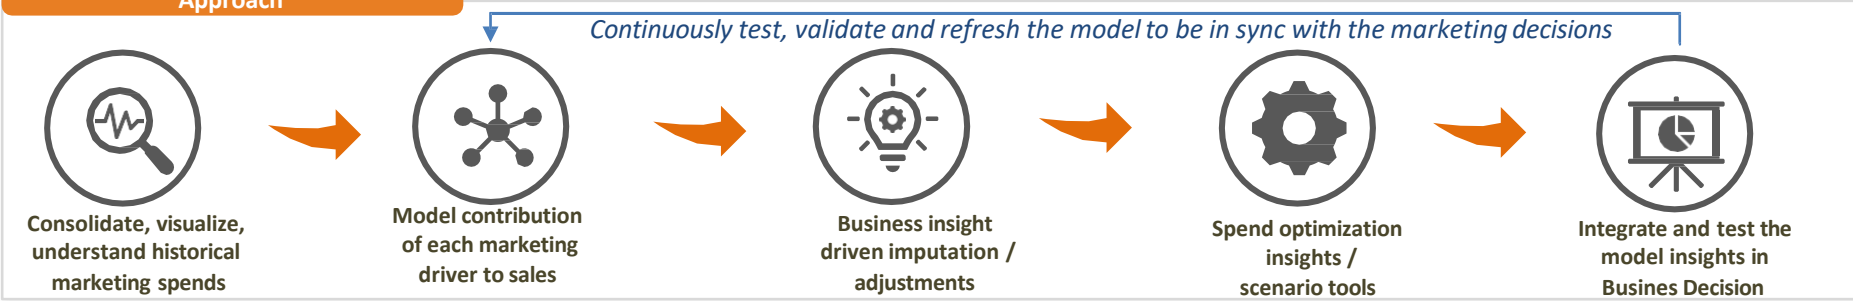 Approach
Continuously test, validate and refresh the model to be in sync with the marketing decisions
Consolidate, visualize,
understand historical
marketing spends
Model contribution
of each marketing
driver to sales
Business insight
driven imputation /
adjustments
Spend optimization
insights /
scenario tools
Integrate and test the
model insights in
Busines Decision